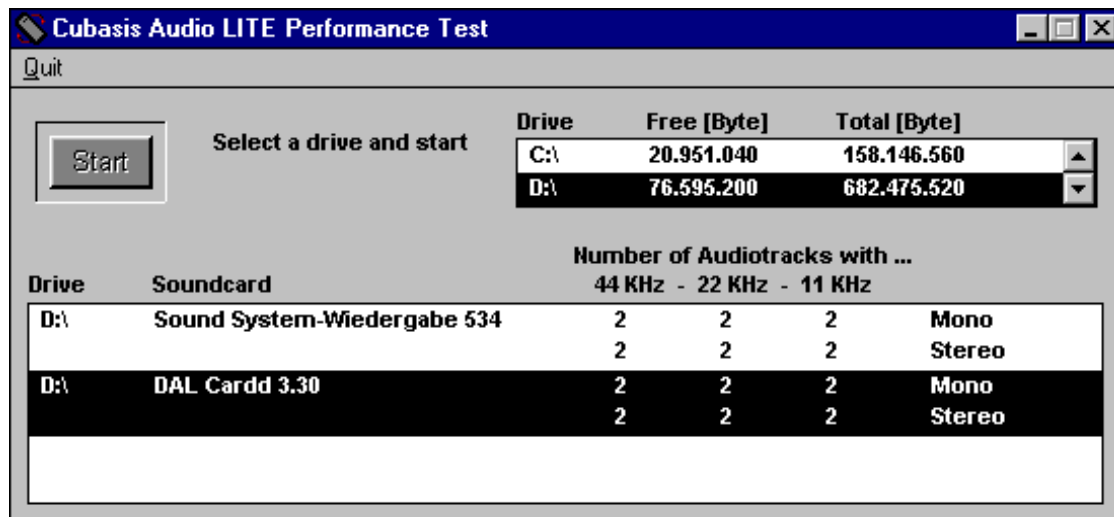 Cubasis Audio LITE Performance Test
Quit
Start
Select a drive and start
Drive Free [Byte] Total [Byte]
C:\ 20.951.040 158.146.560
D:\ 76.595.200 682.475.520
Number of Audiotracks with ...
Drive Soundcard 44 KHz - 22 KHz - 11 KHz
D:\ Sound System-Wiedergabe 534 2 2 2 Mono
2 2 2 Stereo
D:\ DAL Cardd 3.30 2 2 2 Mono
2 2 2 Stereo